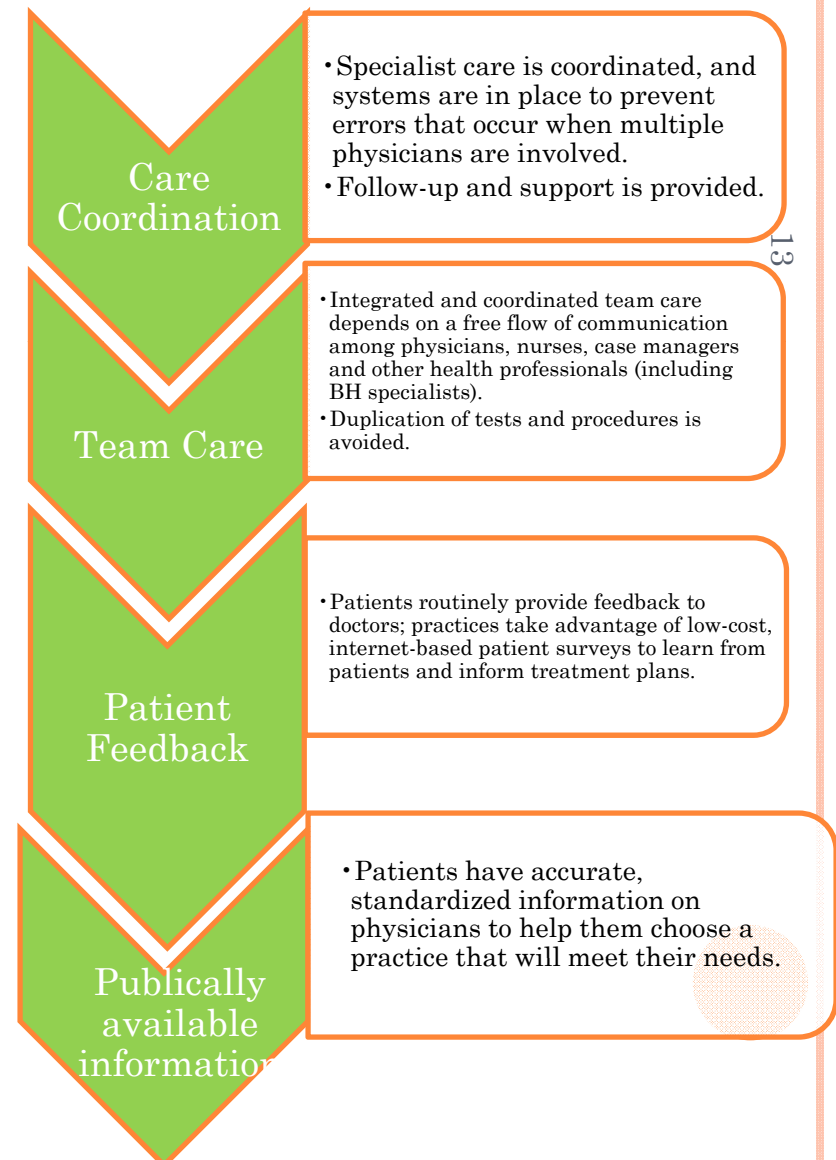 Care
Coordination
•Specialist care is coordinated, and
systems are in place to prevent
errors that occur when multiple
physicians are involved.
•Follow-up and support is provided.
13
Team Care
•Integrated and coordinated team care
depends on a free flow of communication
among physicians, nurses, case managers
and other health professionals (including
BH specialists).
•Duplication of tests and procedures is
avoided.
Patient
Feedback
•Patients routinely provide feedback to
doctors; practices take advantage of low-cost,
internet-based patient surveys to learn from
patients and inform treatment plans.
Publically
available
information
•Patients have accurate,
standardized information on
physicians to help them choose a
practice that will meet their needs.